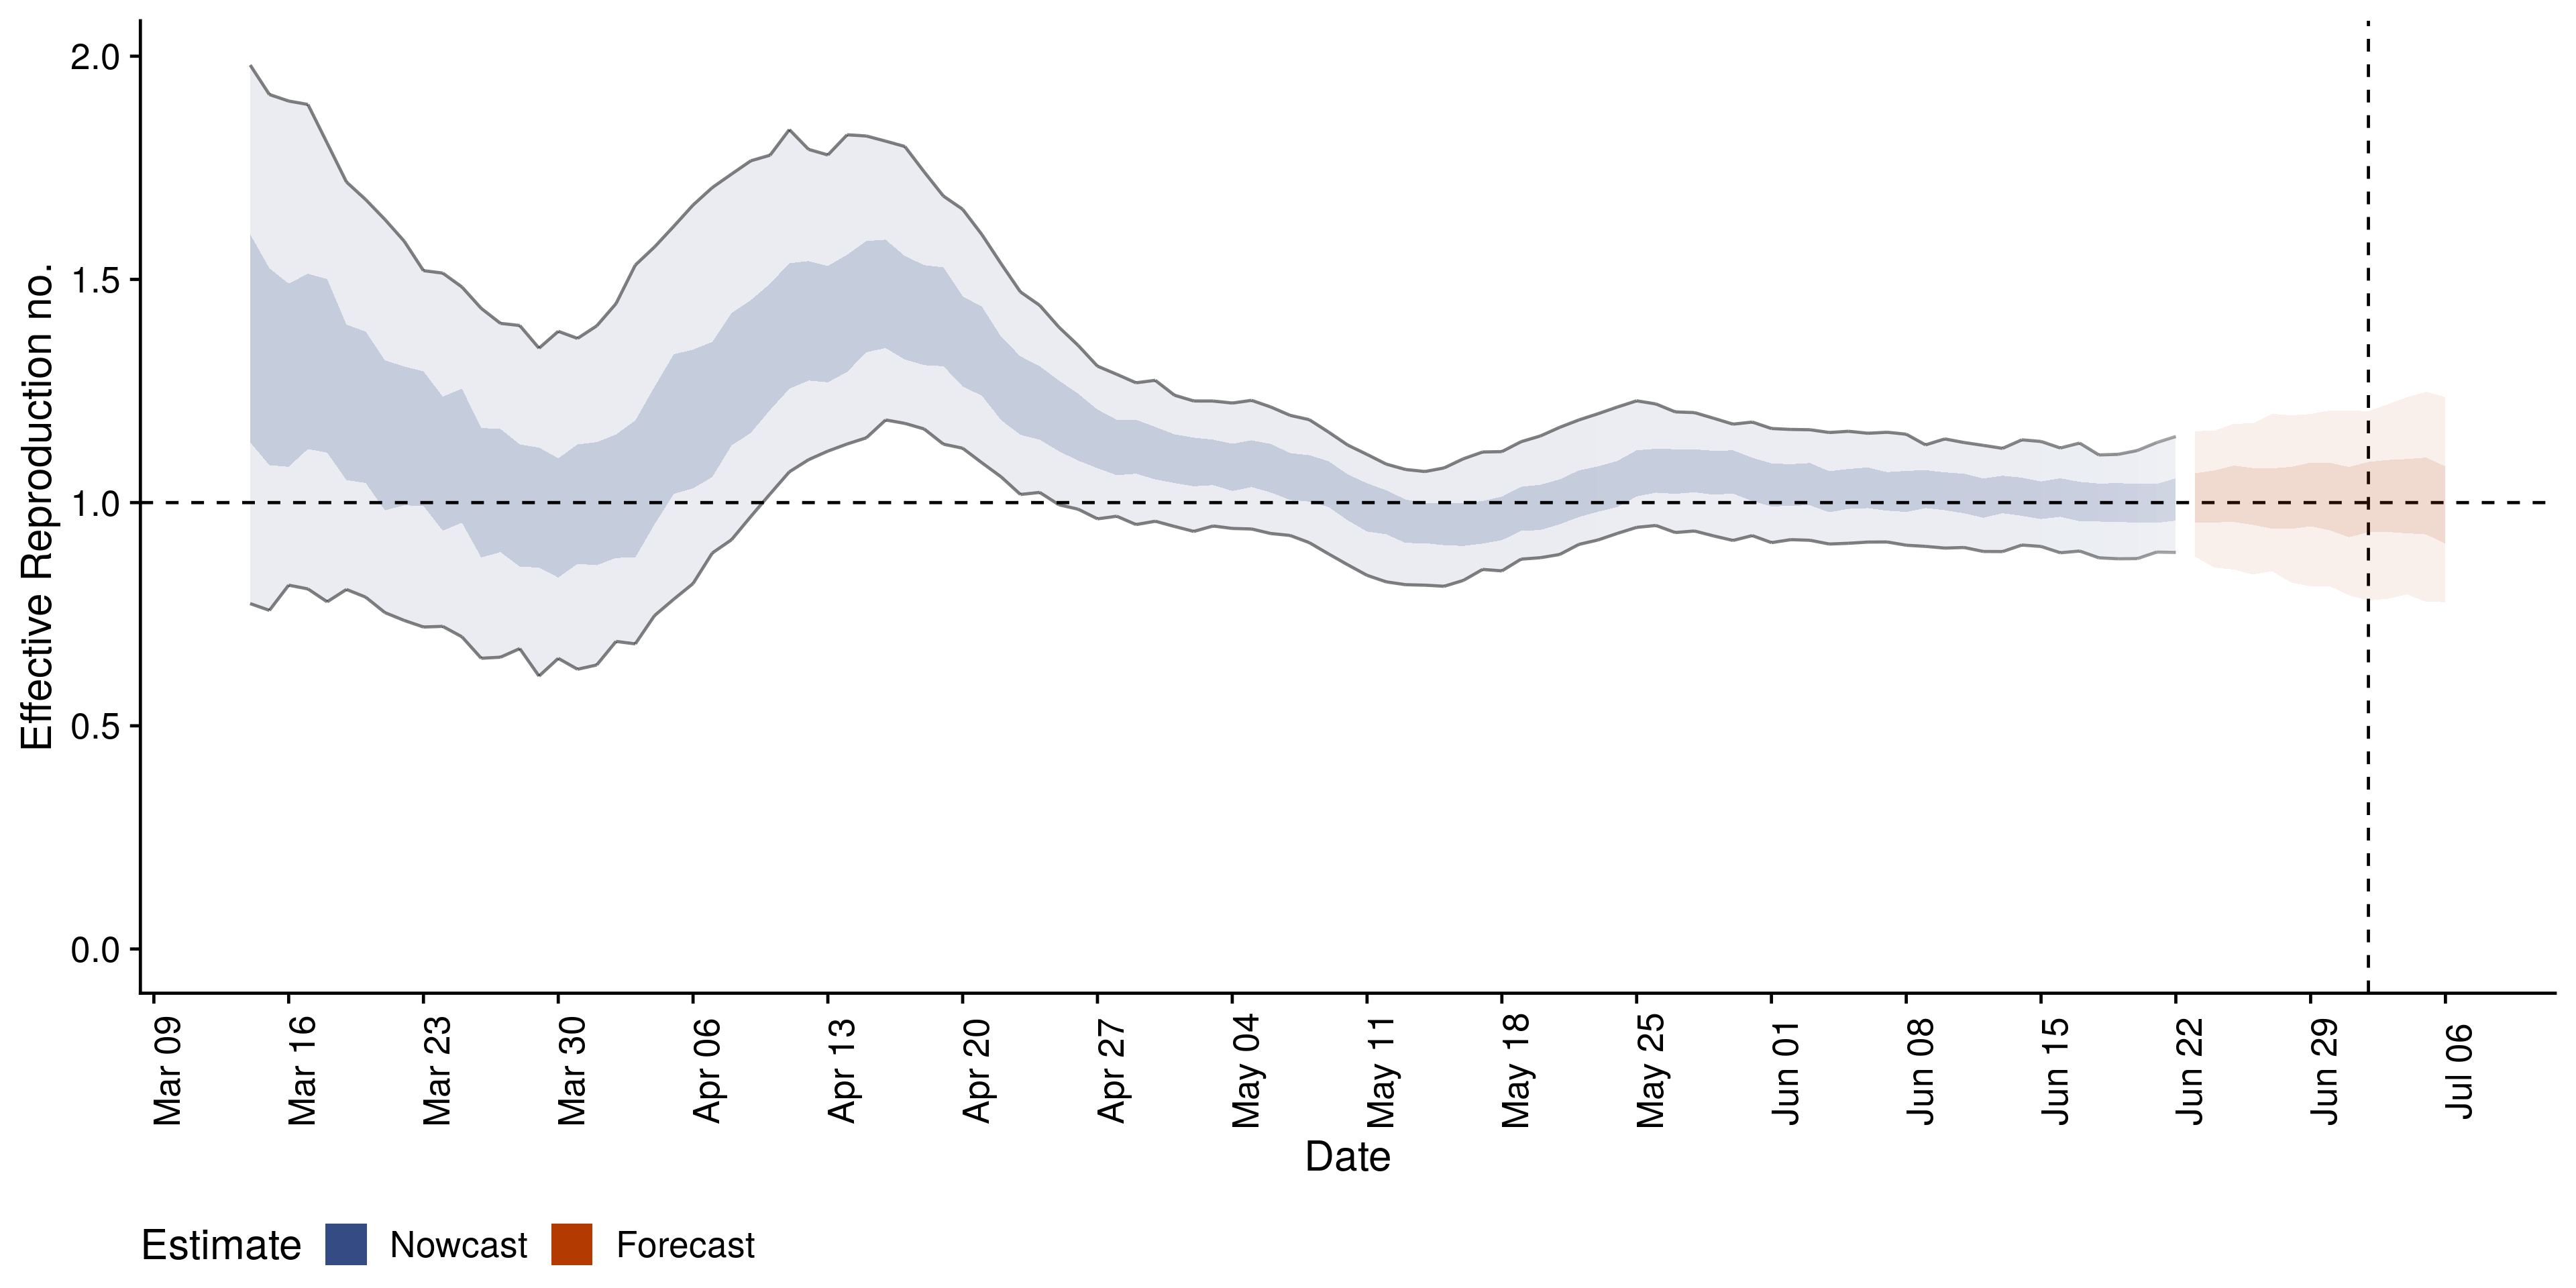 Effective Reproduction no.
2.0
1.5
1.0
0.5
0.0
Mar 09
Mar 16
Mar 23
Mar 30
Apr 06
Apr 13
Apr 20
Apr 27
May 04
May 11
May 18
May 25
Jun 01
Jun 08
Jun 15
Jun 22
Jun 29
Jul 06
Date
Estimate Nowcast Forecast